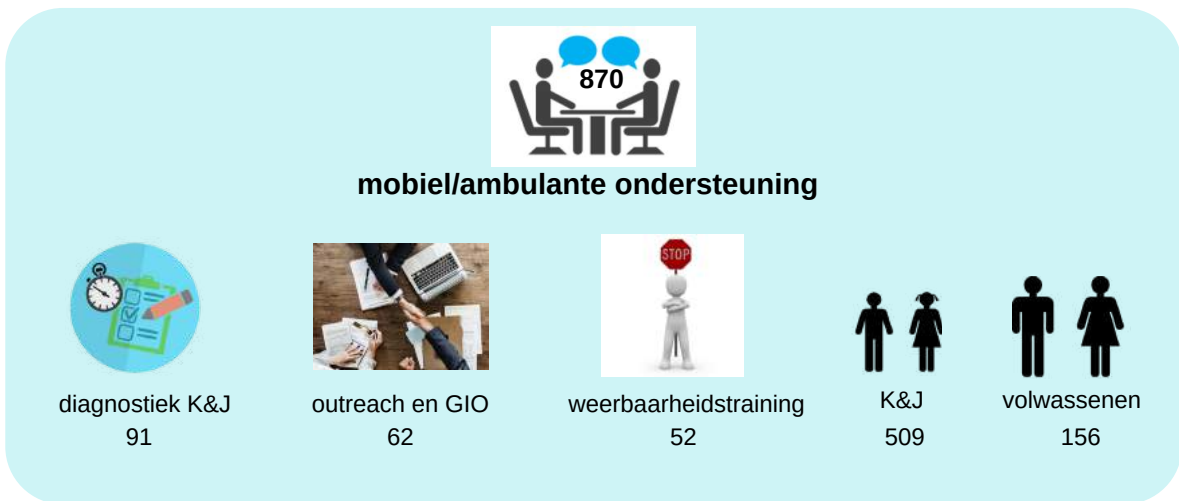 870
mobiel/ambulante ondersteuning
STOP
diagnostiek K&J
91
outreach en GIO
62
weerbaarheidstraining
52
K&J
509
volwassenen
156